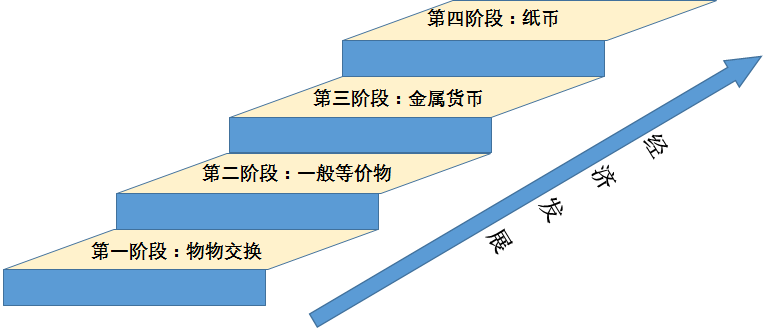 第四阶段：纸币
第三阶段：金属货币
第二阶段：一般等价物
第一阶段：物物交换
经济发展